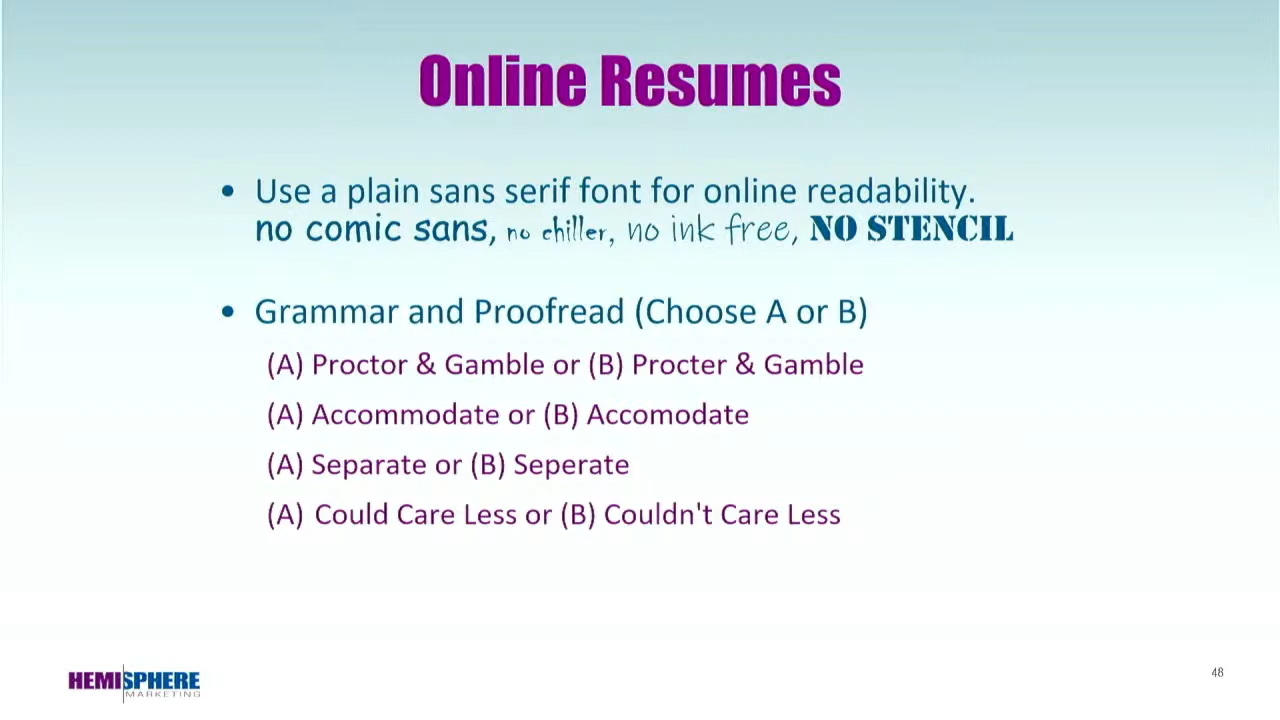 Online Resumes
• Use a plain sans serif font for online readability.
no comic sans, no chiller, no ink free, NO STENCIL
• Grammar and Proofread (Choose A or B)
(A) Proctor & Gamble or (B) Procter & Gamble
(A) Accommodate or (B) Accomodate
(A) Separate or (B) Seperate
(A) Could Care Less or (B) Couldn't Care Less
HEMISPHERE
MARKETING
48